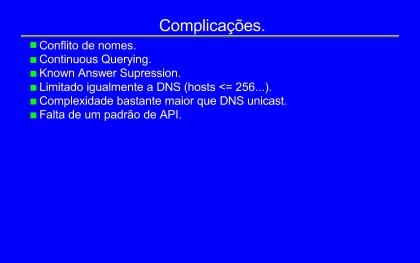 Complicações.
Conflito de nomes.
Continuous Querying.
Known Answer Supression.
Limitado igualmente a DNS (hosts <= 256...).
Complexidade bastante maior que DNS unicast.
Falta de um padrão de API.